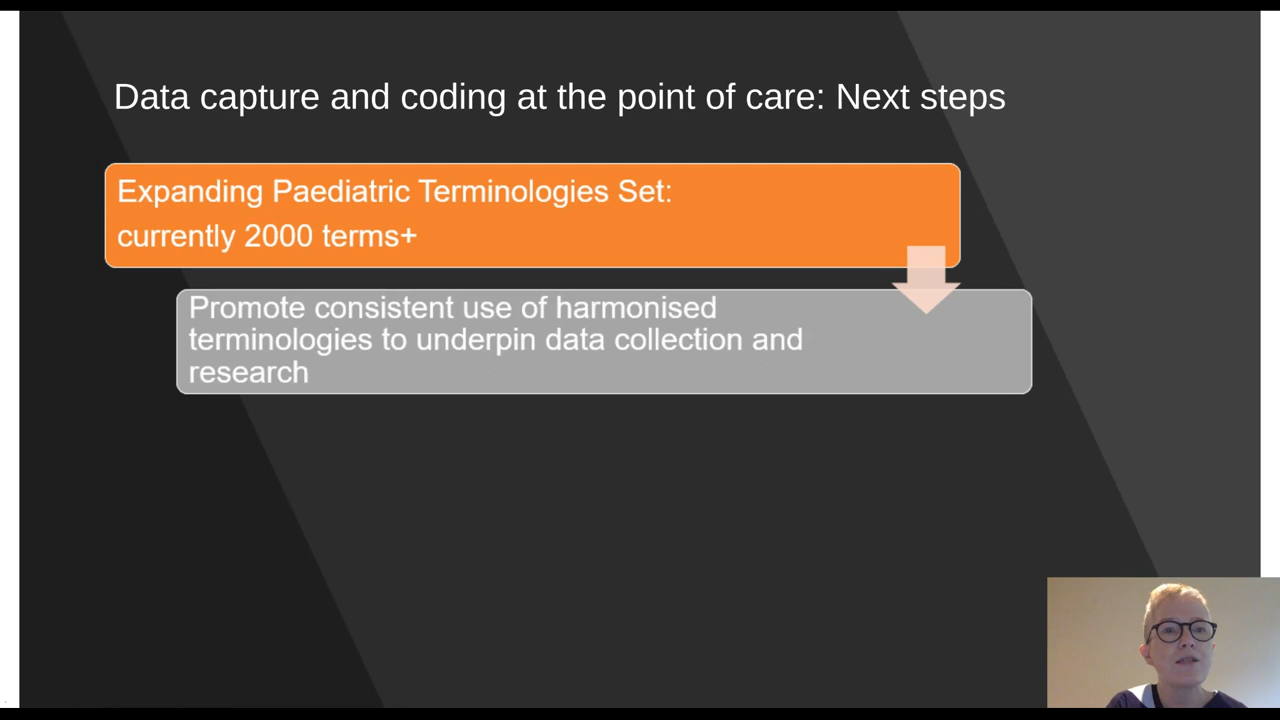 Data capture and coding at the point of care: Next steps
Expanding Paediatric Terminologies Set:
currently 2000 terms+
Promote consistent use of harmonised
terminologies to underpin data collection and
research